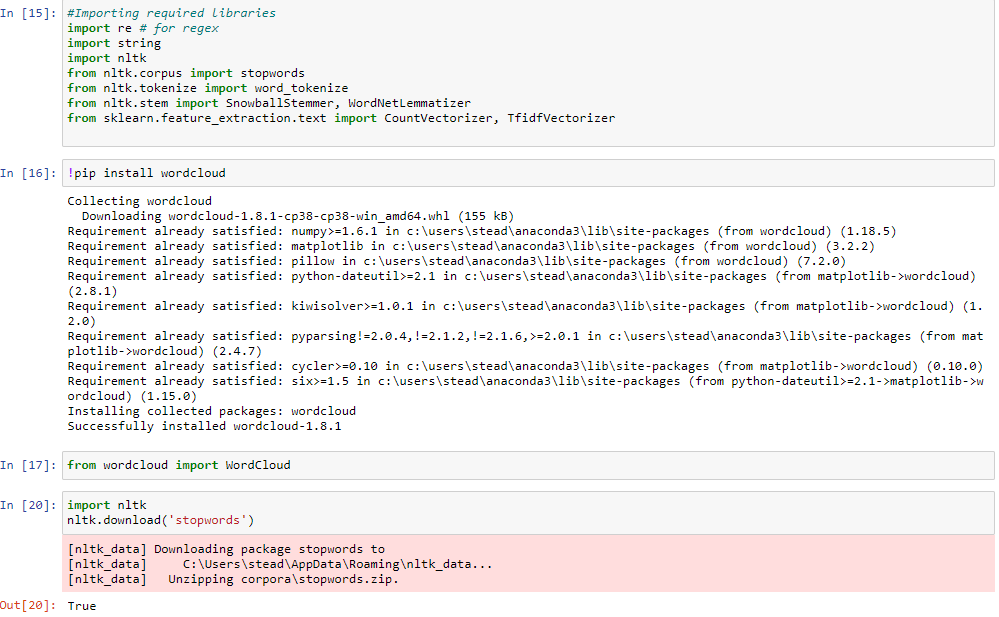 In [15]: #Importing required libraries
import re # for regex
import string
import nltk
from nltk.corpus import stopwords
from nltk.tokenize import word_tokenize
from nltk.stem import SnowballStemmer, WordNetLemmatizer
from sklearn.feature_extraction.text import CountVectorizer, TfidfVectorizer
In [16]: !pip install wordcloud
Collecting wordcloud
  Downloading wordcloud-1.8.1-cp38-cp38-win_amd64.whl (155 kB)
Requirement already satisfied: numpy>=1.6.1 in c:\users\stead\anaconda3\lib\site-packages (from wordcloud) (1.18.5)
Requirement already satisfied: matplotlib in c:\users\stead\anaconda3\lib\site-packages (from wordcloud) (3.2.2)
Requirement already satisfied: pillow in c:\users\stead\anaconda3\lib\site-packages (from wordcloud) (7.2.0)
Requirement already satisfied: python-dateutil>=2.1 in c:\users\stead\anaconda3\lib\site-packages (from matplotlib->wordcloud)
(2.8.1)
Requirement already satisfied: kiwisolver>=1.0.1 in c:\users\stead\anaconda3\lib\site-packages (from matplotlib->wordcloud) (1.
2.0)
Requirement already satisfied: pyparsing!=2.0.4,!=2.1.2,!=2.1.6,>=2.0.1 in c:\users\stead\anaconda3\lib\site-packages (from mat
plotlib->wordcloud) (2.4.7)
Requirement already satisfied: cycler>=0.10 in c:\users\stead\anaconda3\lib\site-packages (from matplotlib->wordcloud) (0.10.0)
Requirement already satisfied: six>=1.5 in c:\users\stead\anaconda3\lib\site-packages (from python-dateutil>=2.1->matplotlib->w
ordcloud) (1.15.0)
Installing collected packages: wordcloud
Successfully installed wordcloud-1.8.1
In [17]: from wordcloud import WordCloud
In [20]: import nltk
nltk.download('stopwords')
[nltk_data] Downloading package stopwords to
[nltk_data]     C:\Users\stead\AppData\Roaming\nltk_data...
[nltk_data]   Unzipping corpora\stopwords.zip.
Out[20]: True